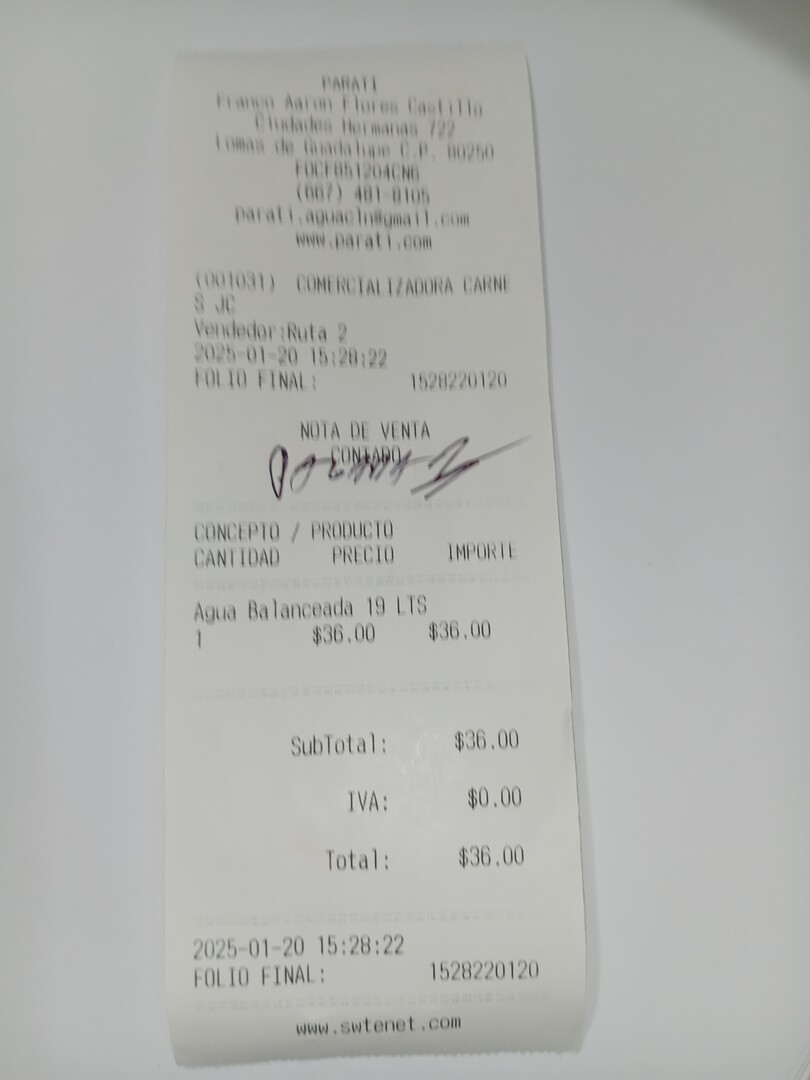 PARATI
Franco Aaron Flores Castillo
Ciudades Hermanas 722
Lomas de Guadalupe C.P. 80250
FOCF851204CN6
(667) 481-8105
parati.aguacln@gmail.com
www.parati.com
(001031) COMERCIALIZADORA CARNE
S JC
Vendedor:Ruta 2
2025-01-20 15:28:22
FOLIO FINAL: 1528220120
NOTA DE VENTA
CONTADO
CONCEPTO / PRODUCTO
CANTIDAD PRECIO IMPORTE
Agua Balanceada 19 LTS
1 $36.00 $36.00
SubTotal: $36.00
IVA: $0.00
Total: $36.00
2025-01-20 15:28:22
FOLIO FINAL: 1528220120
www.swtenet.com